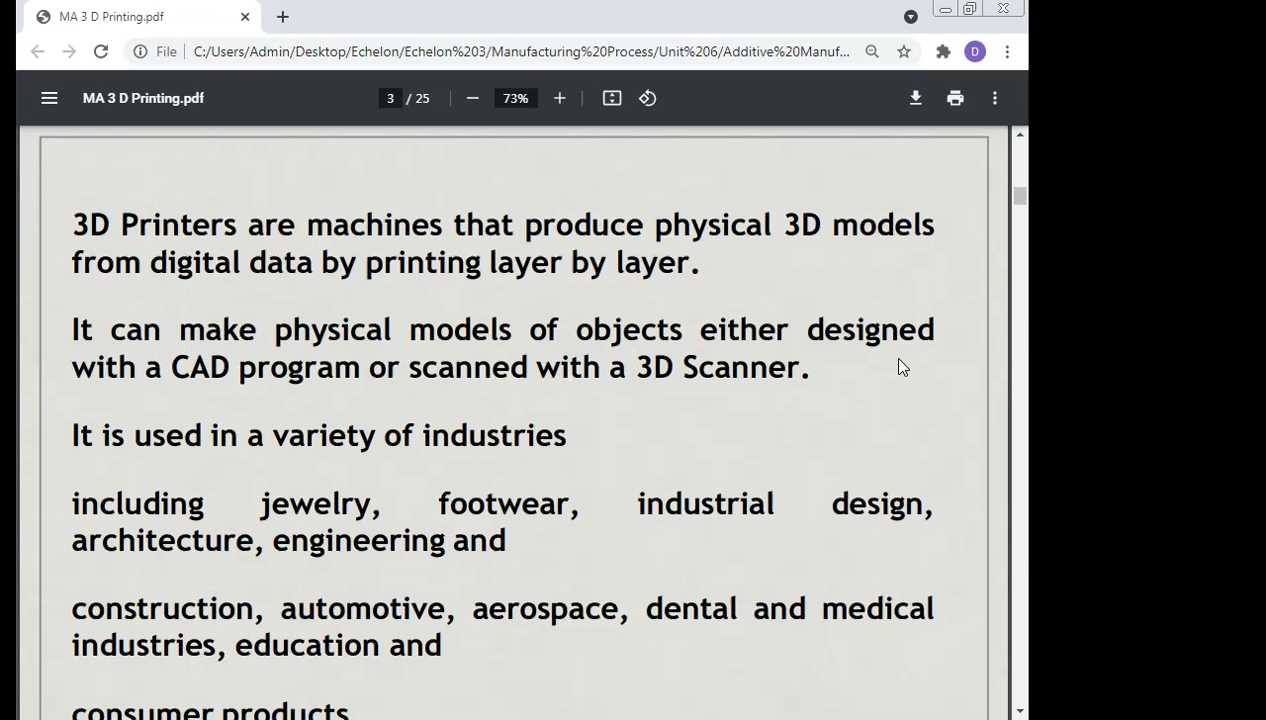 MA 3 D Printing.pdf
File C:/Users/Admin/Desktop/Echelon/Echelon%203/Manufacturing%20Process/Unit%206/Additive%20Manuf...
D
MA 3 D Printing.pdf
3 / 25
73%
3D Printers are machines that produce physical 3D models
from digital data by printing layer by layer.
It can make physical models of objects either designed
with a CAD program or scanned with a 3D Scanner.
It is used in a variety of industries
including jewelry, footwear, industrial design,
architecture, engineering and
construction, automotive, aerospace, dental and medical
industries, education and
consumer products